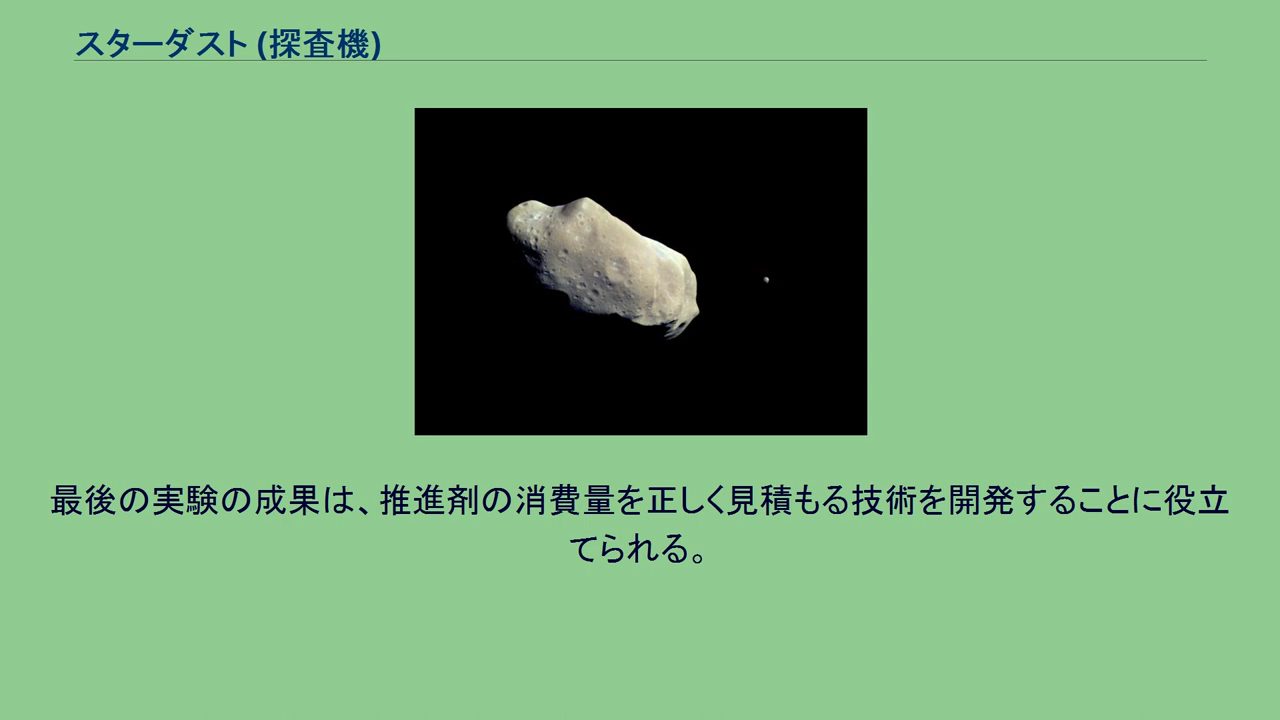 スターダスト (探査機)
最後の実験の成果は、推進剤の消費量を正しく見積もる技術を開発することに役立
てられる。